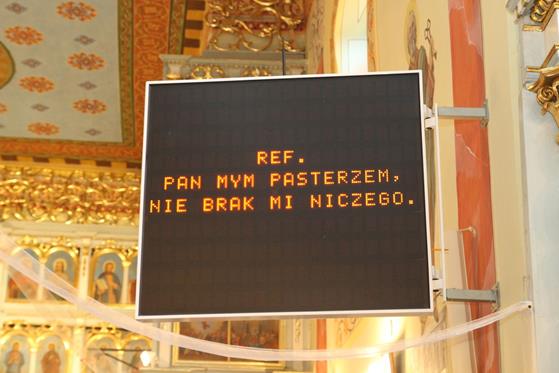 REF.
PAN MYM PASTERZEM,
NIE BRAK MI NICZEGO.